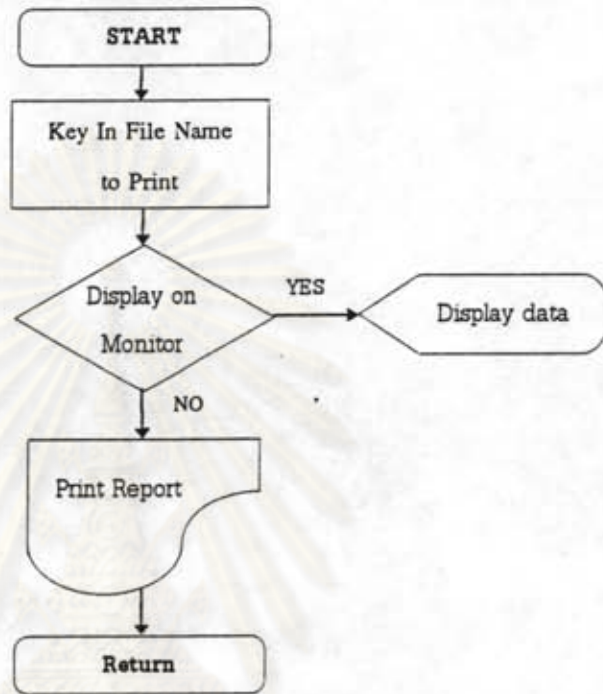 START
Key In File Name
to Print
Display on
Monitor
YES
Display data
NO
Print Report
Return